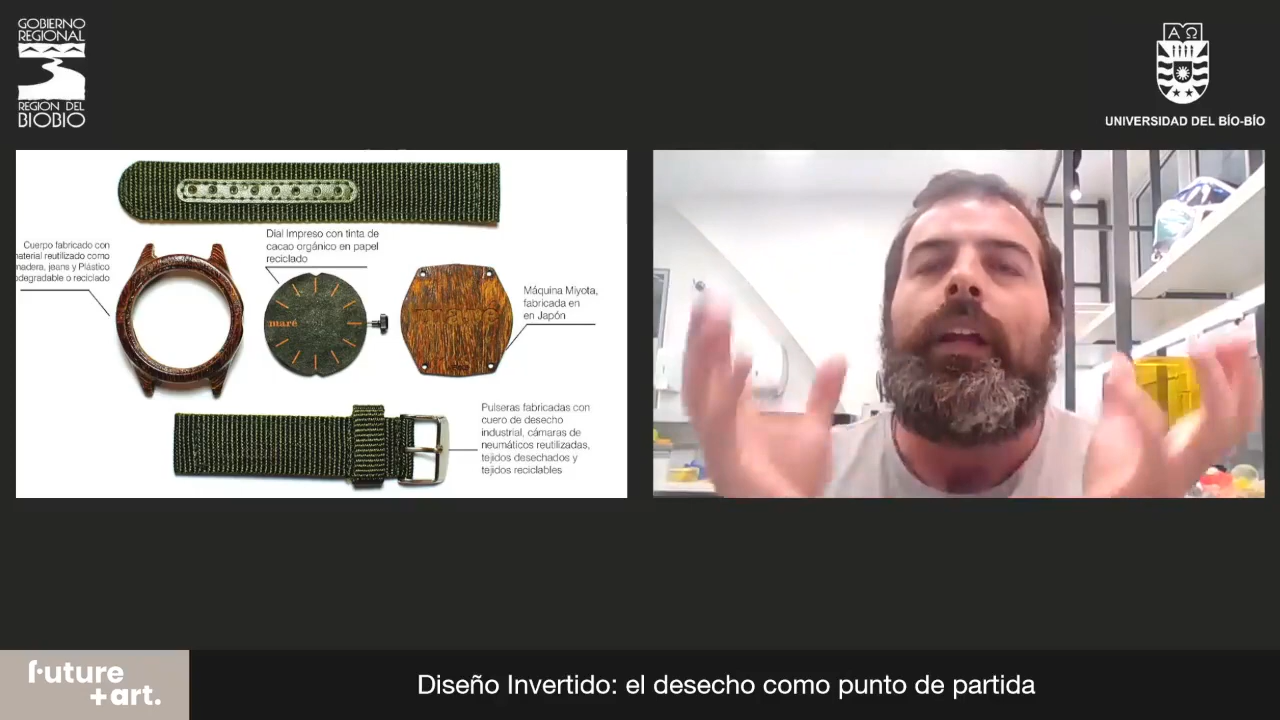 GOBIERNO
REGIONAL
REGIÓN DEL
BIOBIO
ΑΩ
UNIVERSIDAD DEL BÍO-BÍO
Cuerpo fabricado con
material reutilizado como
madera, jeans y Plástico
odegradable o reciclado
Dial Impreso con tinta de
cacao orgánico en papel
reciclado
maré
maré
Máquina Miyota,
fabricada en
en Japón
Pulseras fabricadas con
cuero de desecho
industrial, cámaras de
neumáticos reutilizadas,
tejidos desechados y
tejidos reciclables
future
+art.
Diseño Invertido: el desecho como punto de partida